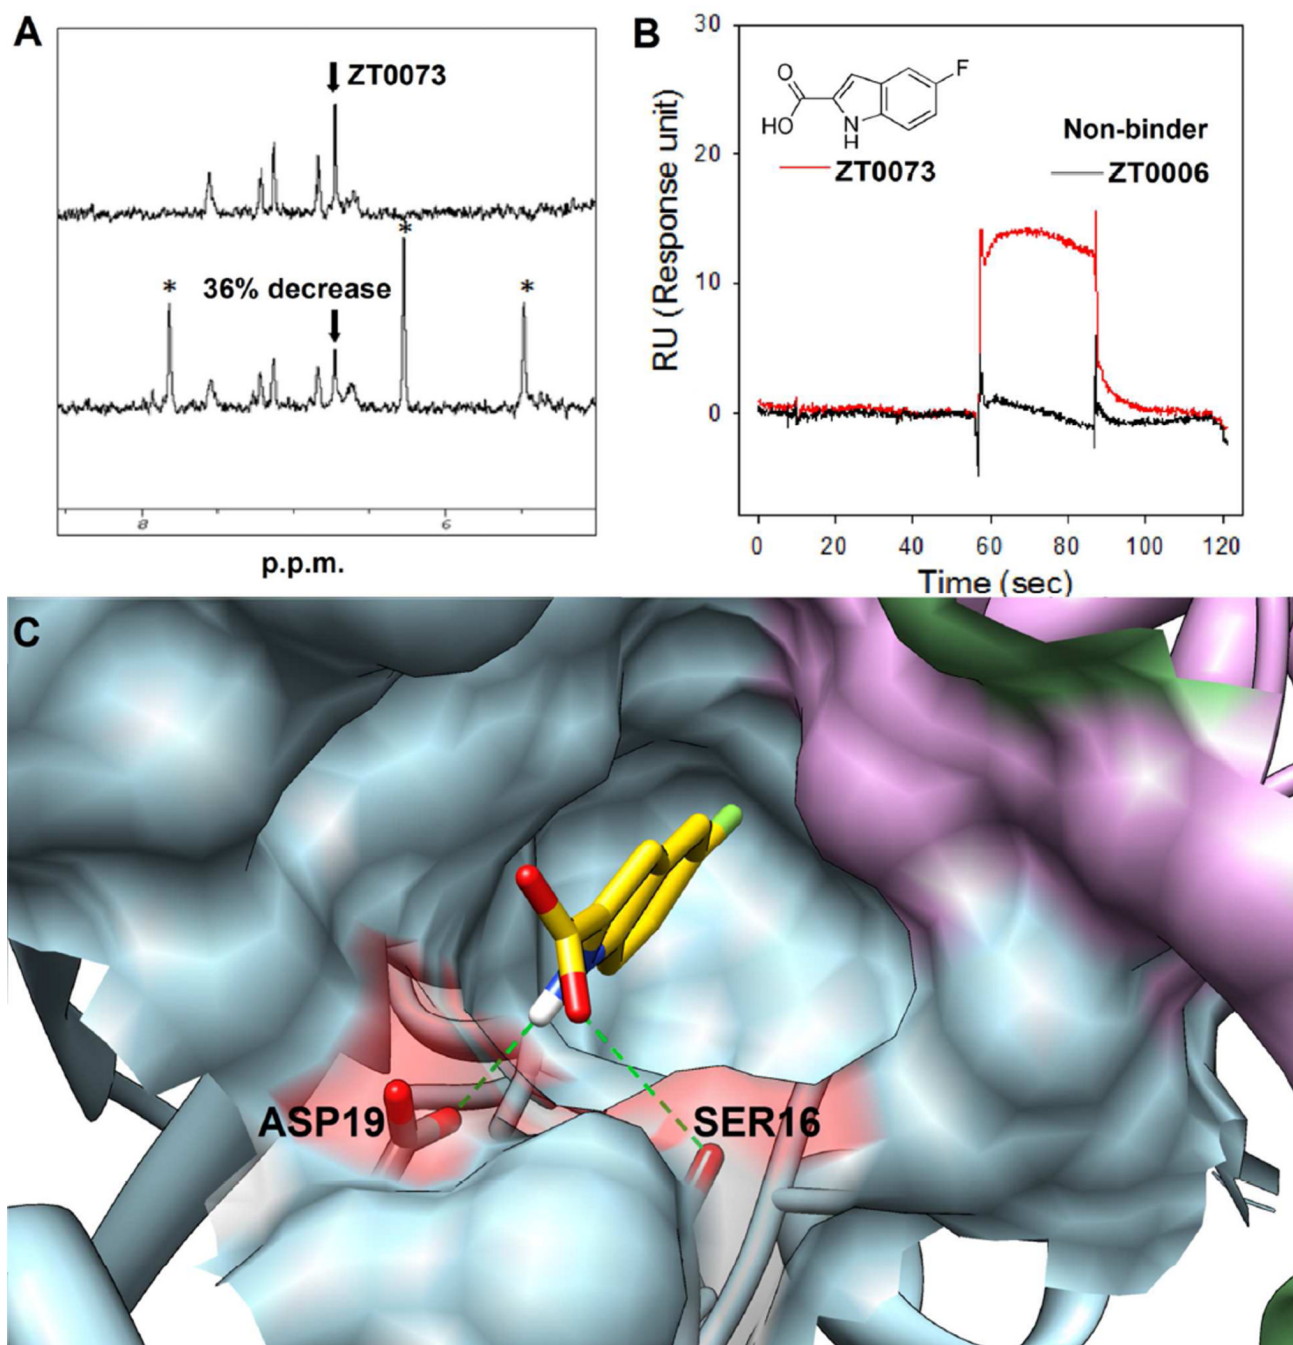 A
ZT0073
*
* 36% decrease *
8 6
p.p.m.
B
30
20
10
0
RU (Response unit)
O
HO
N
H
F
Non-binder
ZT0073
ZT0006
0 20 40 60 80 100 120
Time (sec)
C
ASP19
SER16